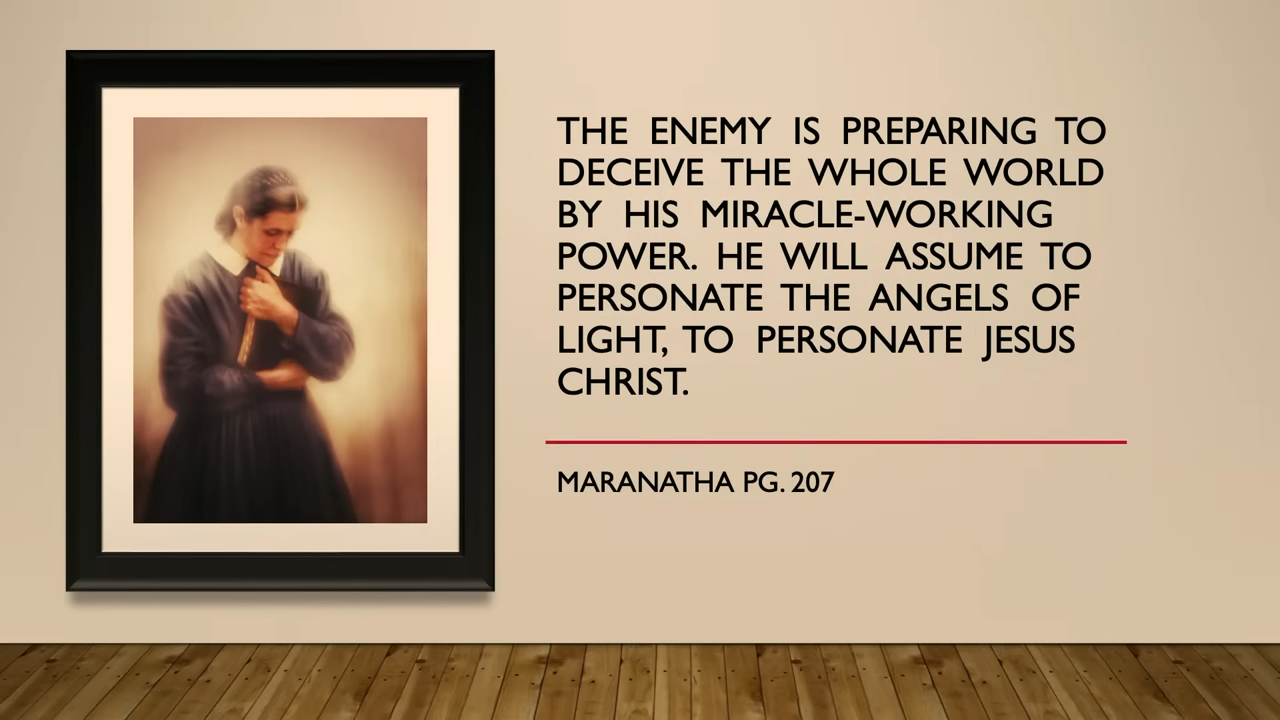 THE ENEMY IS PREPARING TO
DECEIVE THE WHOLE WORLD
BY HIS MIRACLE-WORKING
POWER. HE WILL ASSUME TO
PERSONATE THE ANGELS OF
LIGHT, TO PERSONATE JESUS
CHRIST.
MARANATHA PG. 207